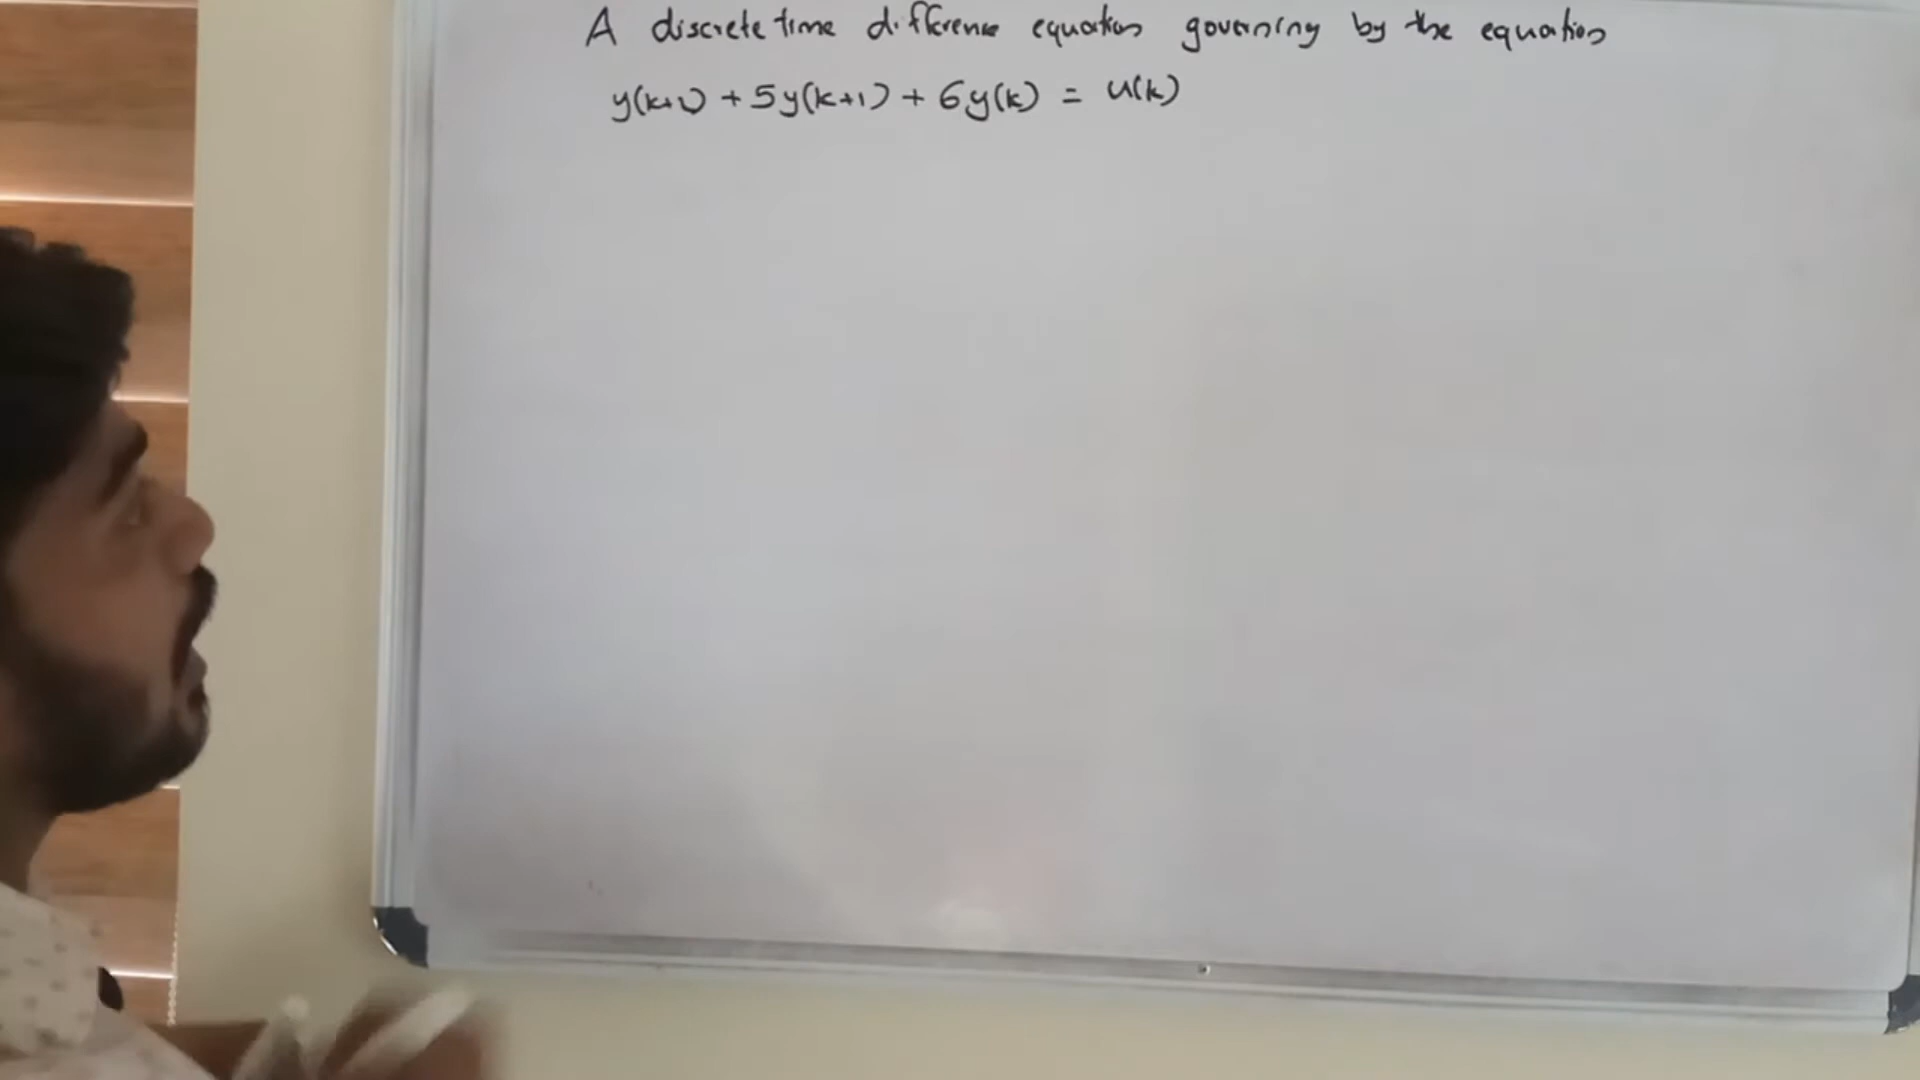 A discrete time difference equation governing by the equation
y(k+2) + 5y(k+1) + 6y(k) = u(k)